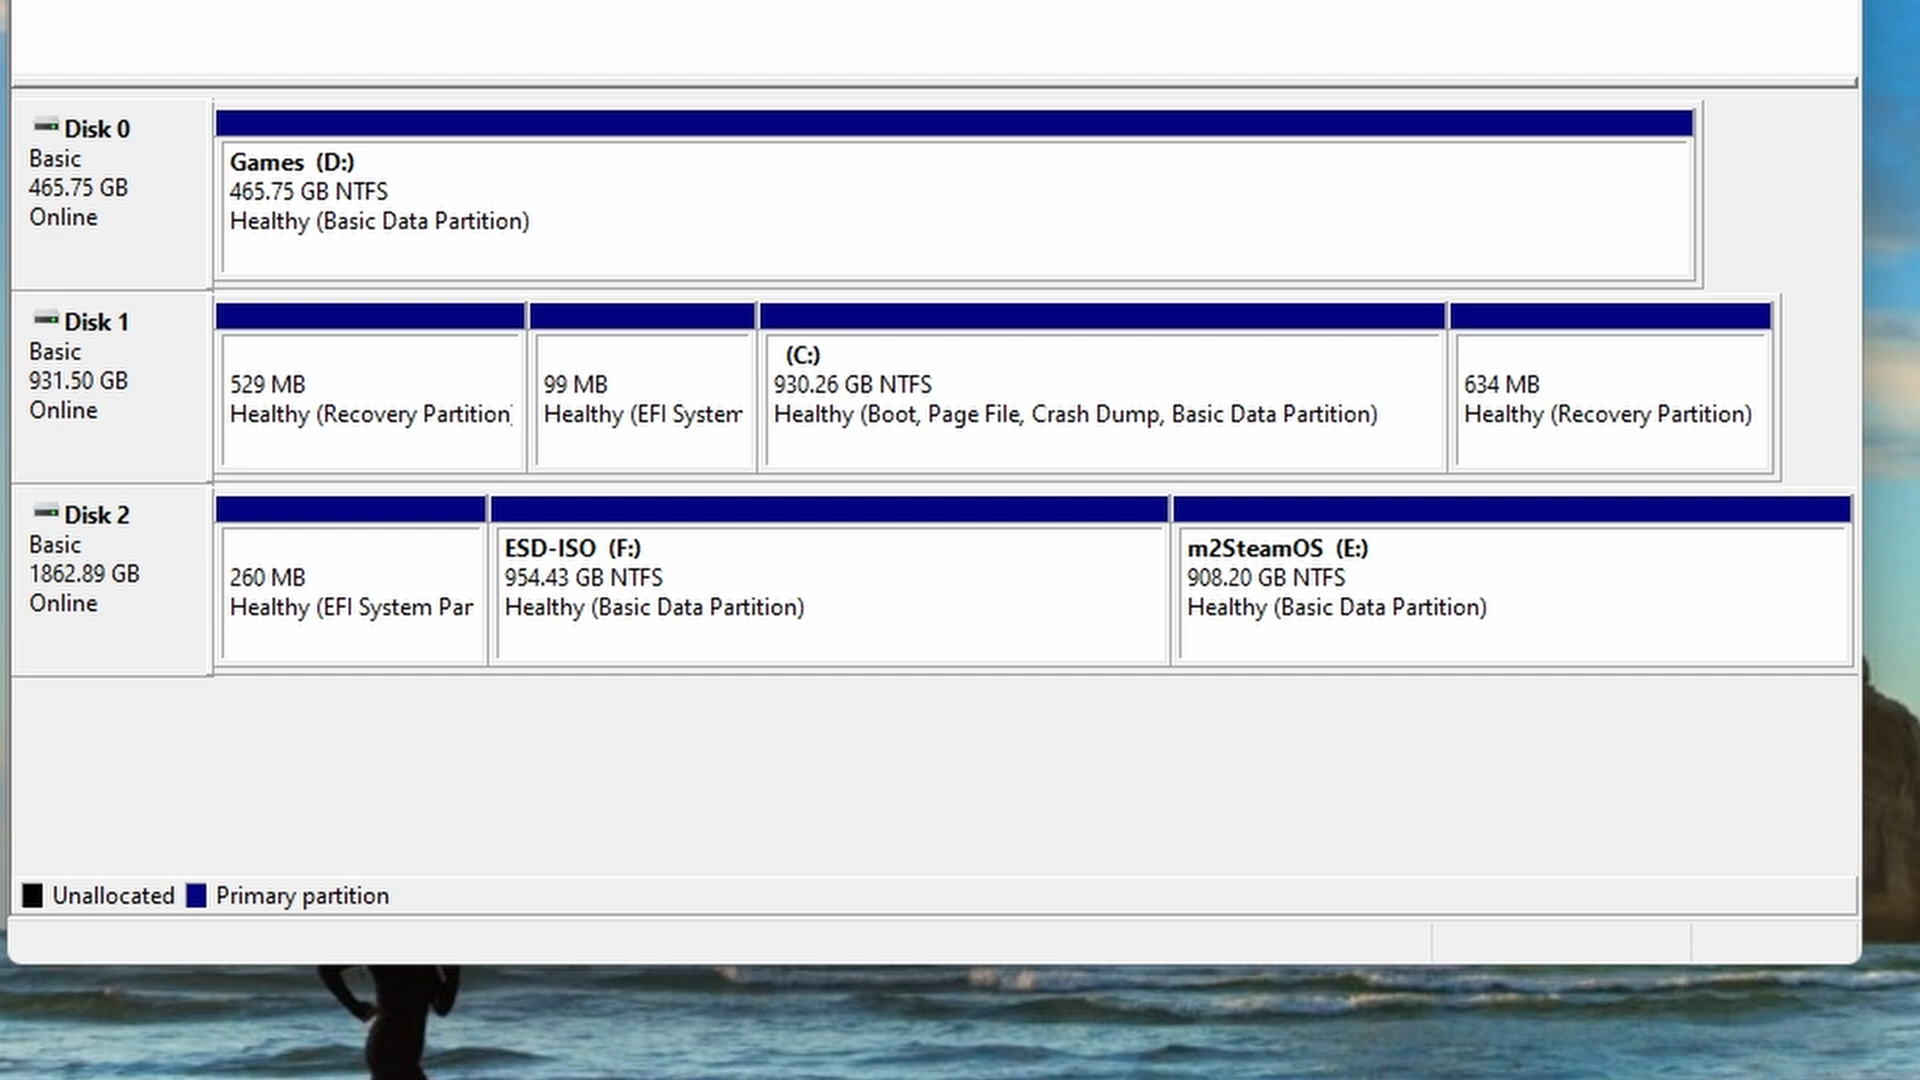 Disk 0
Basic
465.75 GB
Online
Games (D:)
465.75 GB NTFS
Healthy (Basic Data Partition)
Disk 1
Basic
931.50 GB
Online
529 MB
Healthy (Recovery Partition)
99 MB
Healthy (EFI System
(C:)
930.26 GB NTFS
Healthy (Boot, Page File, Crash Dump, Basic Data Partition)
634 MB
Healthy (Recovery Partition)
Disk 2
Basic
1862.89 GB
Online
260 MB
Healthy (EFI System Par
ESD-ISO (F:)
954.43 GB NTFS
Healthy (Basic Data Partition)
m2SteamOS (E:)
908.20 GB NTFS
Healthy (Basic Data Partition)
Unallocated
Primary partition